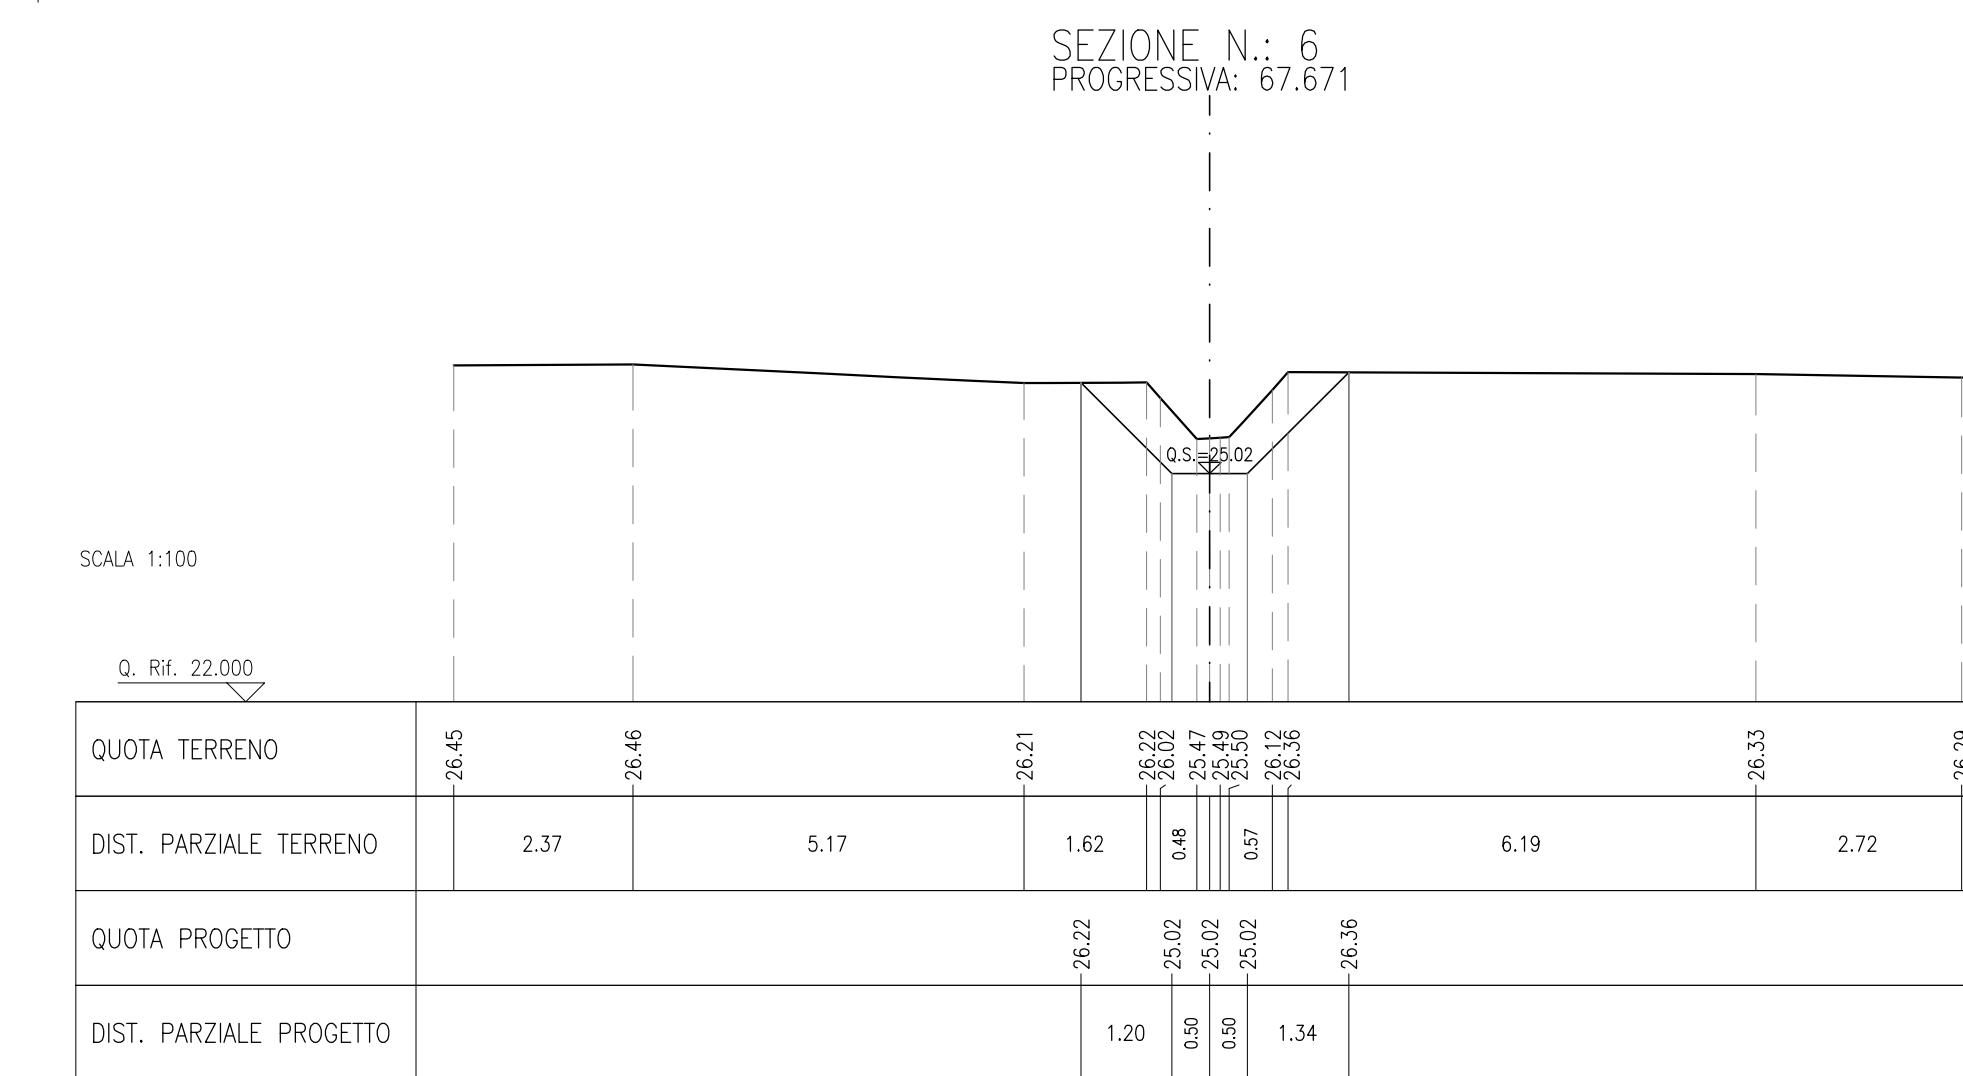 SEZIONE N.: 6
PROGRESSIVA: 67.671
Q.S.=25.02
SCALA 1:100
Q. Rif. 22.000
QUOTA TERRENO 26.45 26.46 26.21 26.22 26.02 25.47 25.49 25.50 26.12 26.36 26.33 26.29
DIST. PARZIALE TERRENO 2.37 5.17 1.62 0.48 0.57 6.19 2.72
QUOTA PROGETTO 26.22 25.02 25.02 25.02 26.36
DIST. PARZIALE PROGETTO 1.20 0.50 0.50 1.34